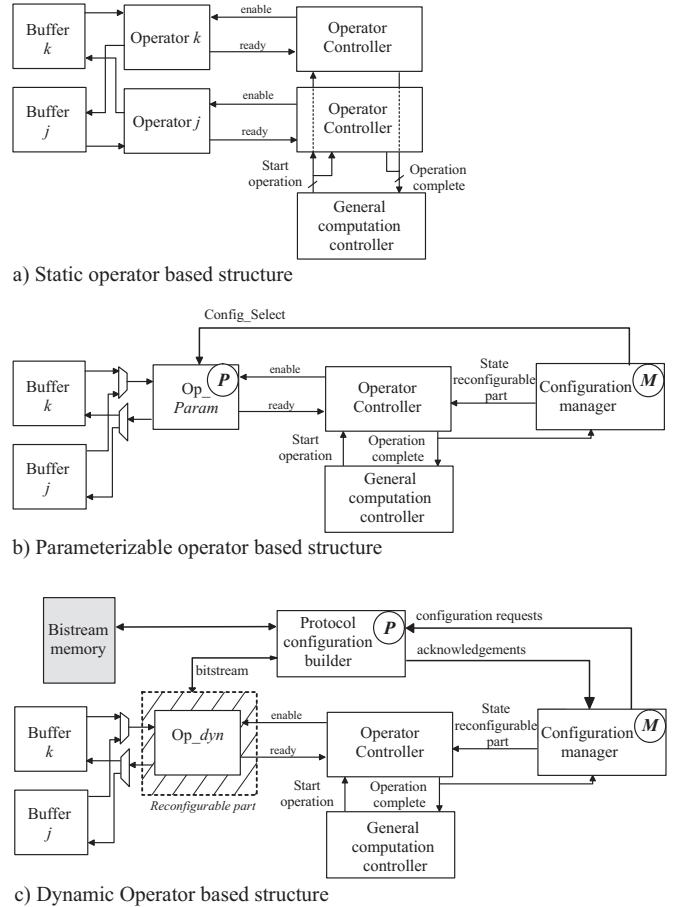 Buffer
k
Operator k
enable
ready
Operator
Controller
Buffer
j
Operator j
enable
ready
Operator
Controller
Start
operation
Operation
complete
General
computation
controller
a) Static operator based structure
Config_Select
Buffer
k
Op_
Param
P
enable
ready
Operator
Controller
State
reconfigurable
part
Configuration
manager
M
Buffer
j
Start
operation
Operation
complete
General
computation
controller
b) Parameterizable operator based structure
Bistream
memory
Protocol
configuration
builder
P
configuration requests
acknowledgements
bitstream
Buffer
k
Op_dyn
enable
ready
Operator
Controller
State
reconfigurable
part
Configuration
manager
M
Buffer
j
Reconfigurable part
Start
operation
Operation
complete
General
computation
controller
c) Dynamic Operator based structure